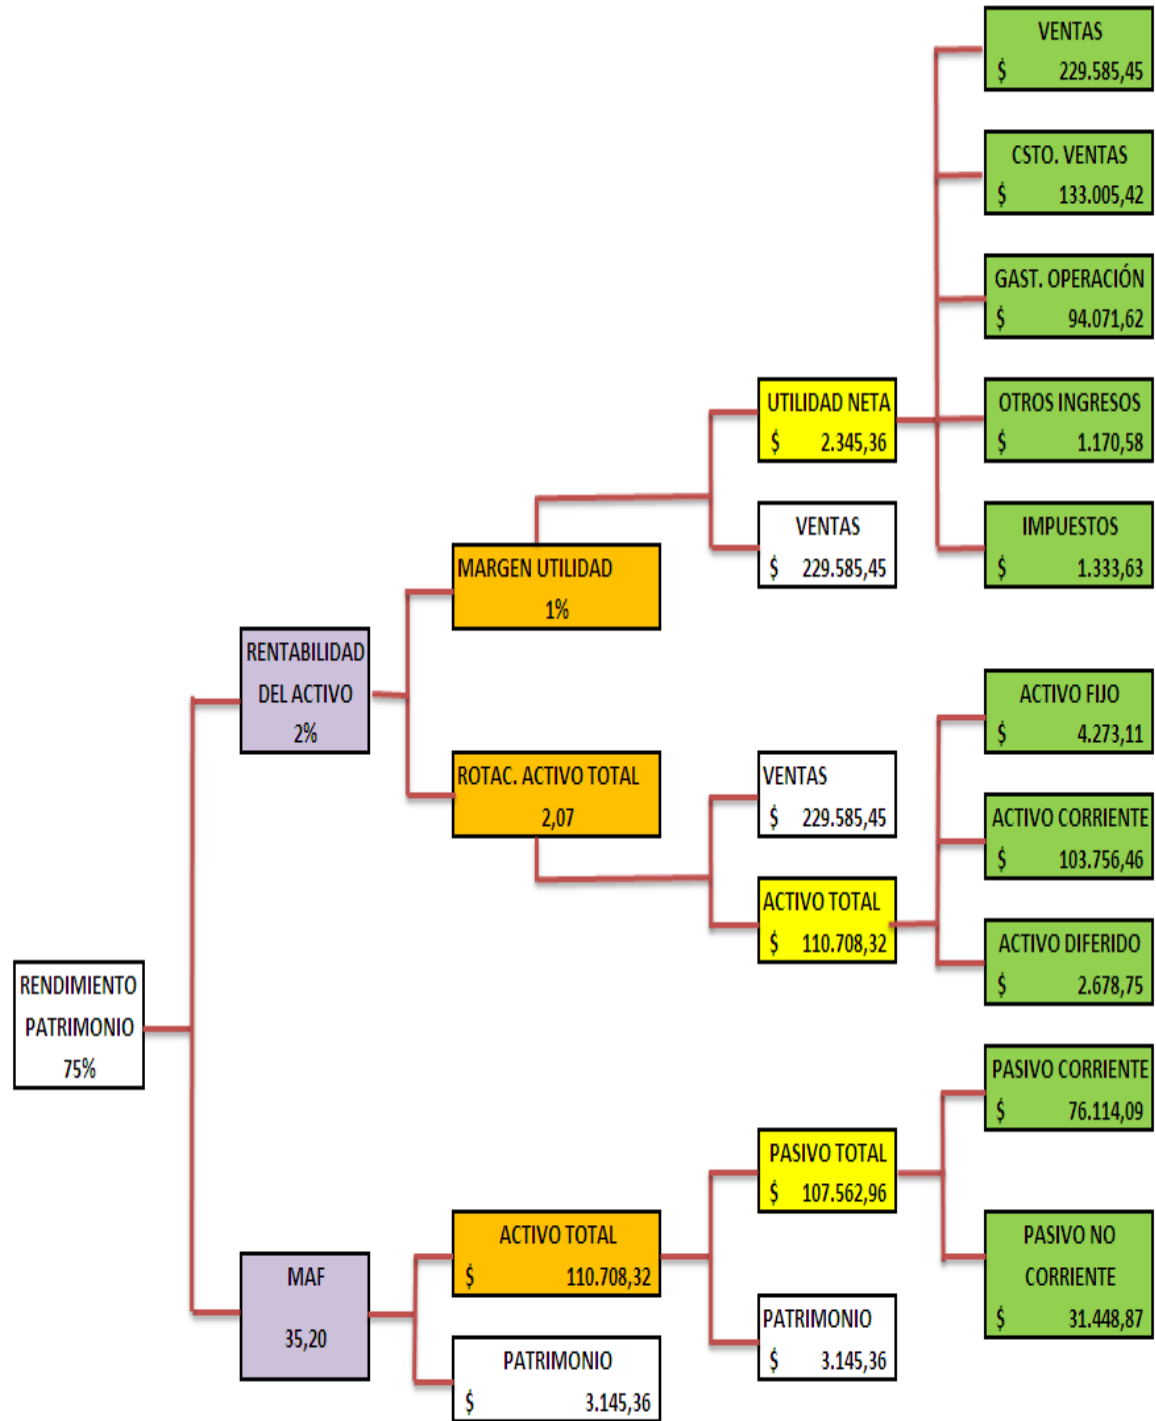 VENTAS
$ 229.585,45
CSTO. VENTAS
$ 133.005,42
GAST. OPERACIÓN
$ 94.071,62
UTILIDAD NETA
$ 2.345,36
OTROS INGRESOS
$ 1.170,58
VENTAS
$ 229.585,45
IMPUESTOS
$ 1.333,63
MARGEN UTILIDAD
1%
RENTABILIDAD
DEL ACTIVO
2%
ACTIVO FIJO
$ 4.273,11
ROTAC. ACTIVO TOTAL
2,07
VENTAS
$ 229.585,45
ACTIVO CORRIENTE
$ 103.756,46
ACTIVO TOTAL
$ 110.708,32
ACTIVO DIFERIDO
$ 2.678,75
RENDIMIENTO
PATRIMONIO
75%
PASIVO CORRIENTE
$ 76.114,09
PASIVO TOTAL
$ 107.562,96
ACTIVO TOTAL
$ 110.708,32
PASIVO NO
CORRIENTE
$ 31.448,87
MAF
35,20
PATRIMONIO
$ 3.145,36
PATRIMONIO
$ 3.145,36